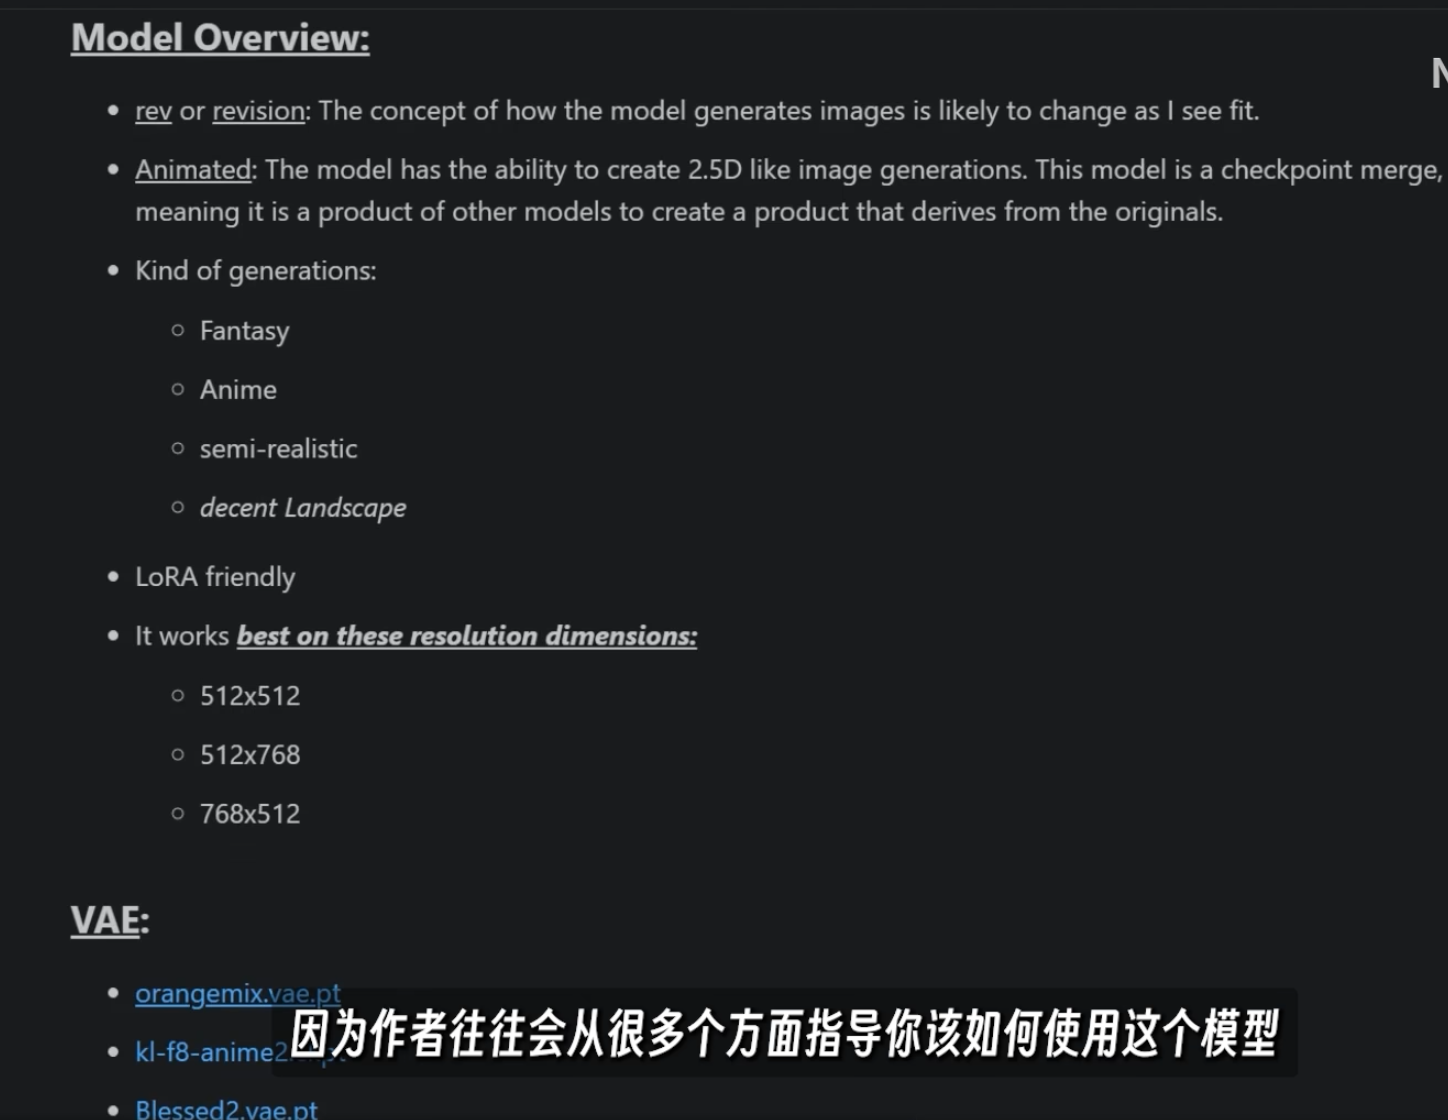 Model Overview:
N
rev or revision: The concept of how the model generates images is likely to change as I see fit.
Animated: The model has the ability to create 2.5D like image generations. This model is a checkpoint merge,
meaning it is a product of other models to create a product that derives from the originals.
Kind of generations:
Fantasy
Anime
semi-realistic
decent Landscape
LoRA friendly
It works best on these resolution dimensions:
512x512
512x768
768x512
VAE:
orangemix.vae.pt
kl-f8-anime2
因为作者往往会从很多个方面指导你该如何使用这个模型
Blessed2.vae.pt